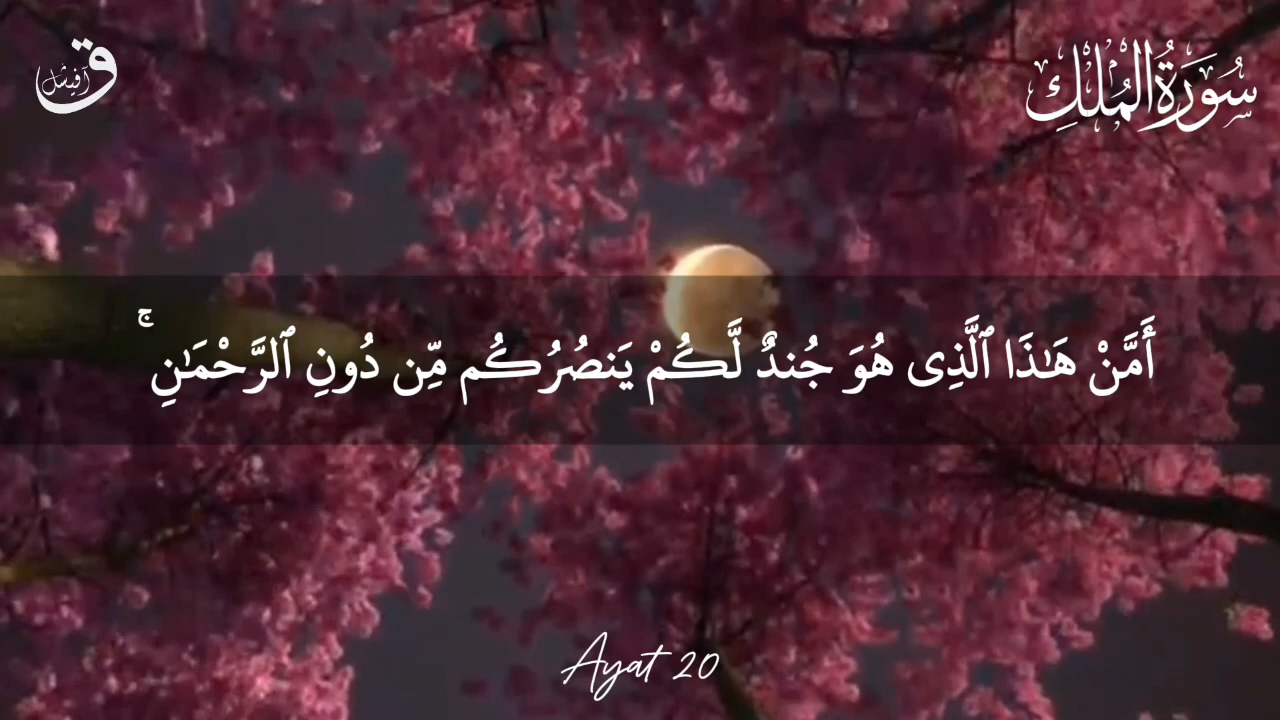 سُورَةُ المُلْكِ
ق
أَمَّنْ هَـٰذَا ٱلَّذِى هُوَ جُندٌ لَّكُمْ يَنصُرُكُم مِّن دُونِ ٱلرَّحْمَـٰنِ ۚ
Ayat 20